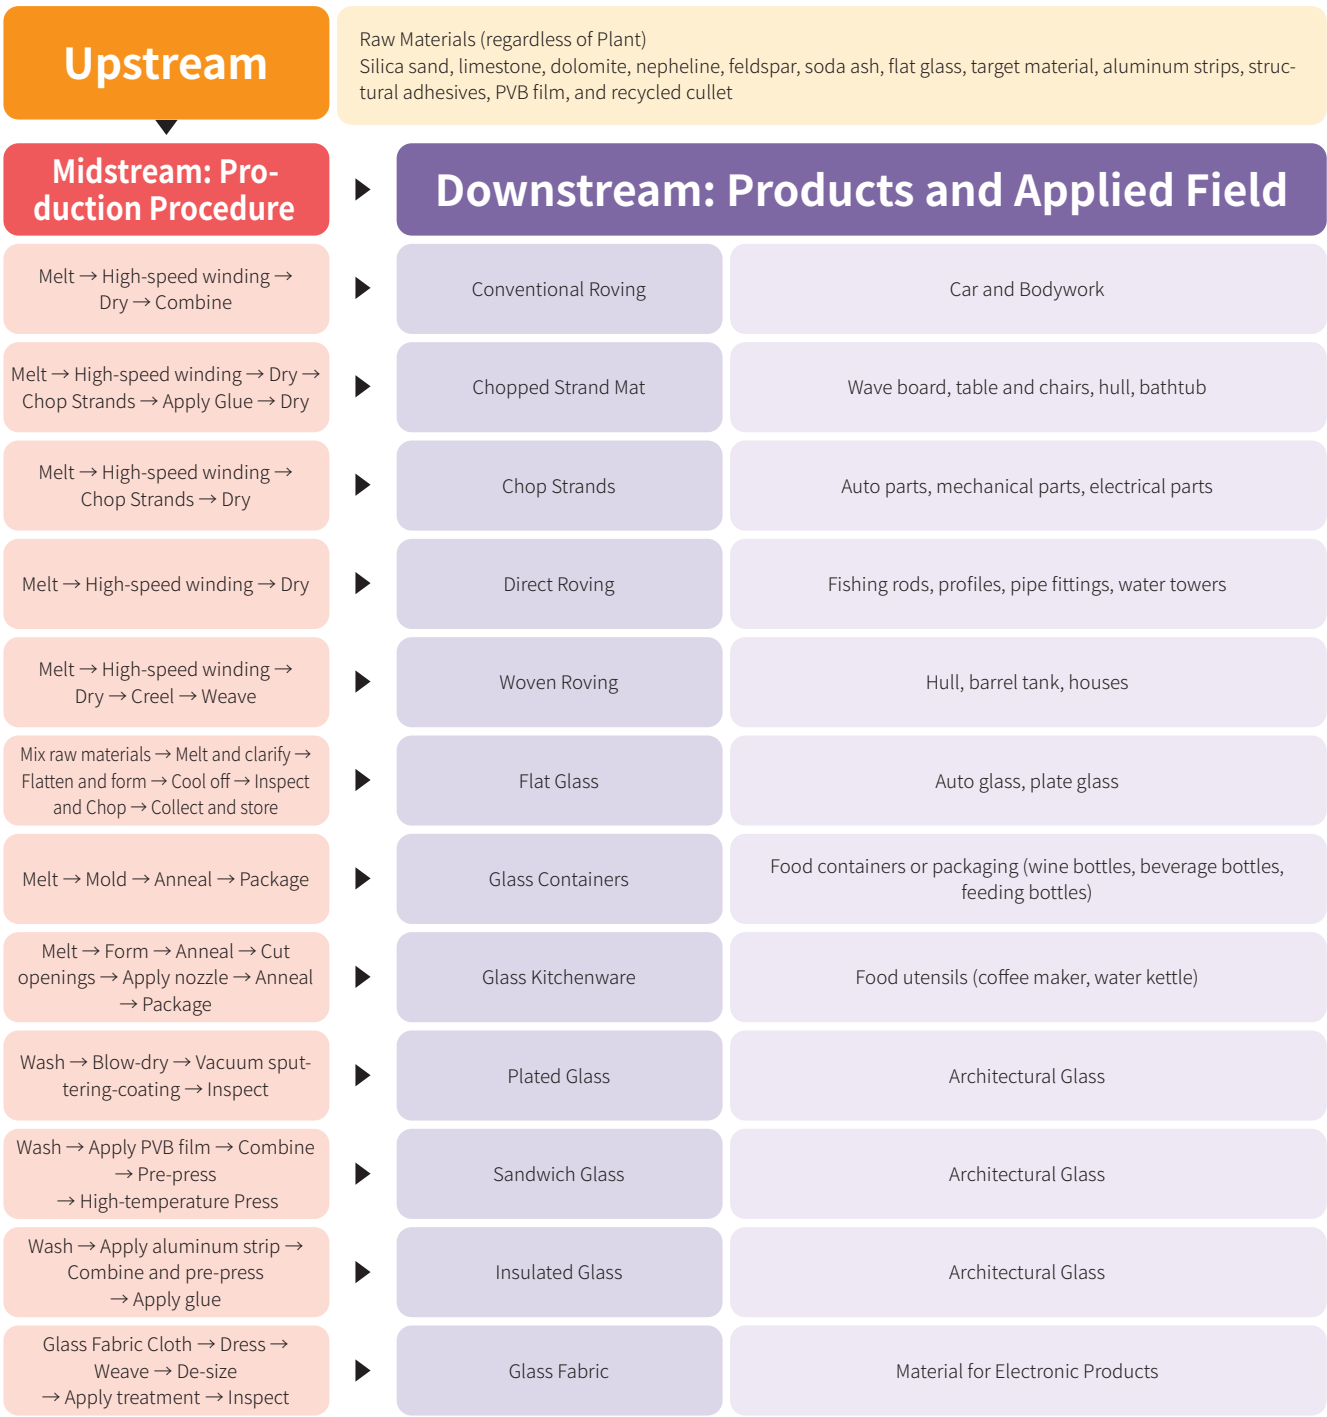 Upstream
Raw Materials (regardless of Plant)
Silica sand, limestone, dolomite, nepheline, feldspar, soda ash, flat glass, target material, aluminum strips, struc-
tural adhesives, PVB film, and recycled cullet
Midstream: Pro-
duction Procedure
Downstream: Products and Applied Field
Melt → High-speed winding →
Dry → Combine
Conventional Roving
Car and Bodywork
Melt → High-speed winding → Dry →
Chop Strands → Apply Glue → Dry
Chopped Strand Mat
Wave board, table and chairs, hull, bathtub
Melt → High-speed winding →
Chop Strands → Dry
Chop Strands
Auto parts, mechanical parts, electrical parts
Melt → High-speed winding → Dry
Direct Roving
Fishing rods, profiles, pipe fittings, water towers
Melt → High-speed winding →
Dry → Creel → Weave
Woven Roving
Hull, barrel tank, houses
Mix raw materials → Melt and clarify →
Flatten and form → Cool off → Inspect
and Chop → Collect and store
Flat Glass
Auto glass, plate glass
Melt → Mold → Anneal → Package
Glass Containers
Food containers or packaging (wine bottles, beverage bottles,
feeding bottles)
Melt → Form → Anneal → Cut
openings → Apply nozzle → Anneal
→ Package
Glass Kitchenware
Food utensils (coffee maker, water kettle)
Wash → Blow-dry → Vacuum sput-
tering-coating → Inspect
Plated Glass
Architectural Glass
Wash → Apply PVB film → Combine
→ Pre-press
→ High-temperature Press
Sandwich Glass
Architectural Glass
Wash → Apply aluminum strip →
Combine and pre-press
→ Apply glue
Insulated Glass
Architectural Glass
Glass Fabric Cloth → Dress →
Weave → De-size
→ Apply treatment → Inspect
Glass Fabric
Material for Electronic Products